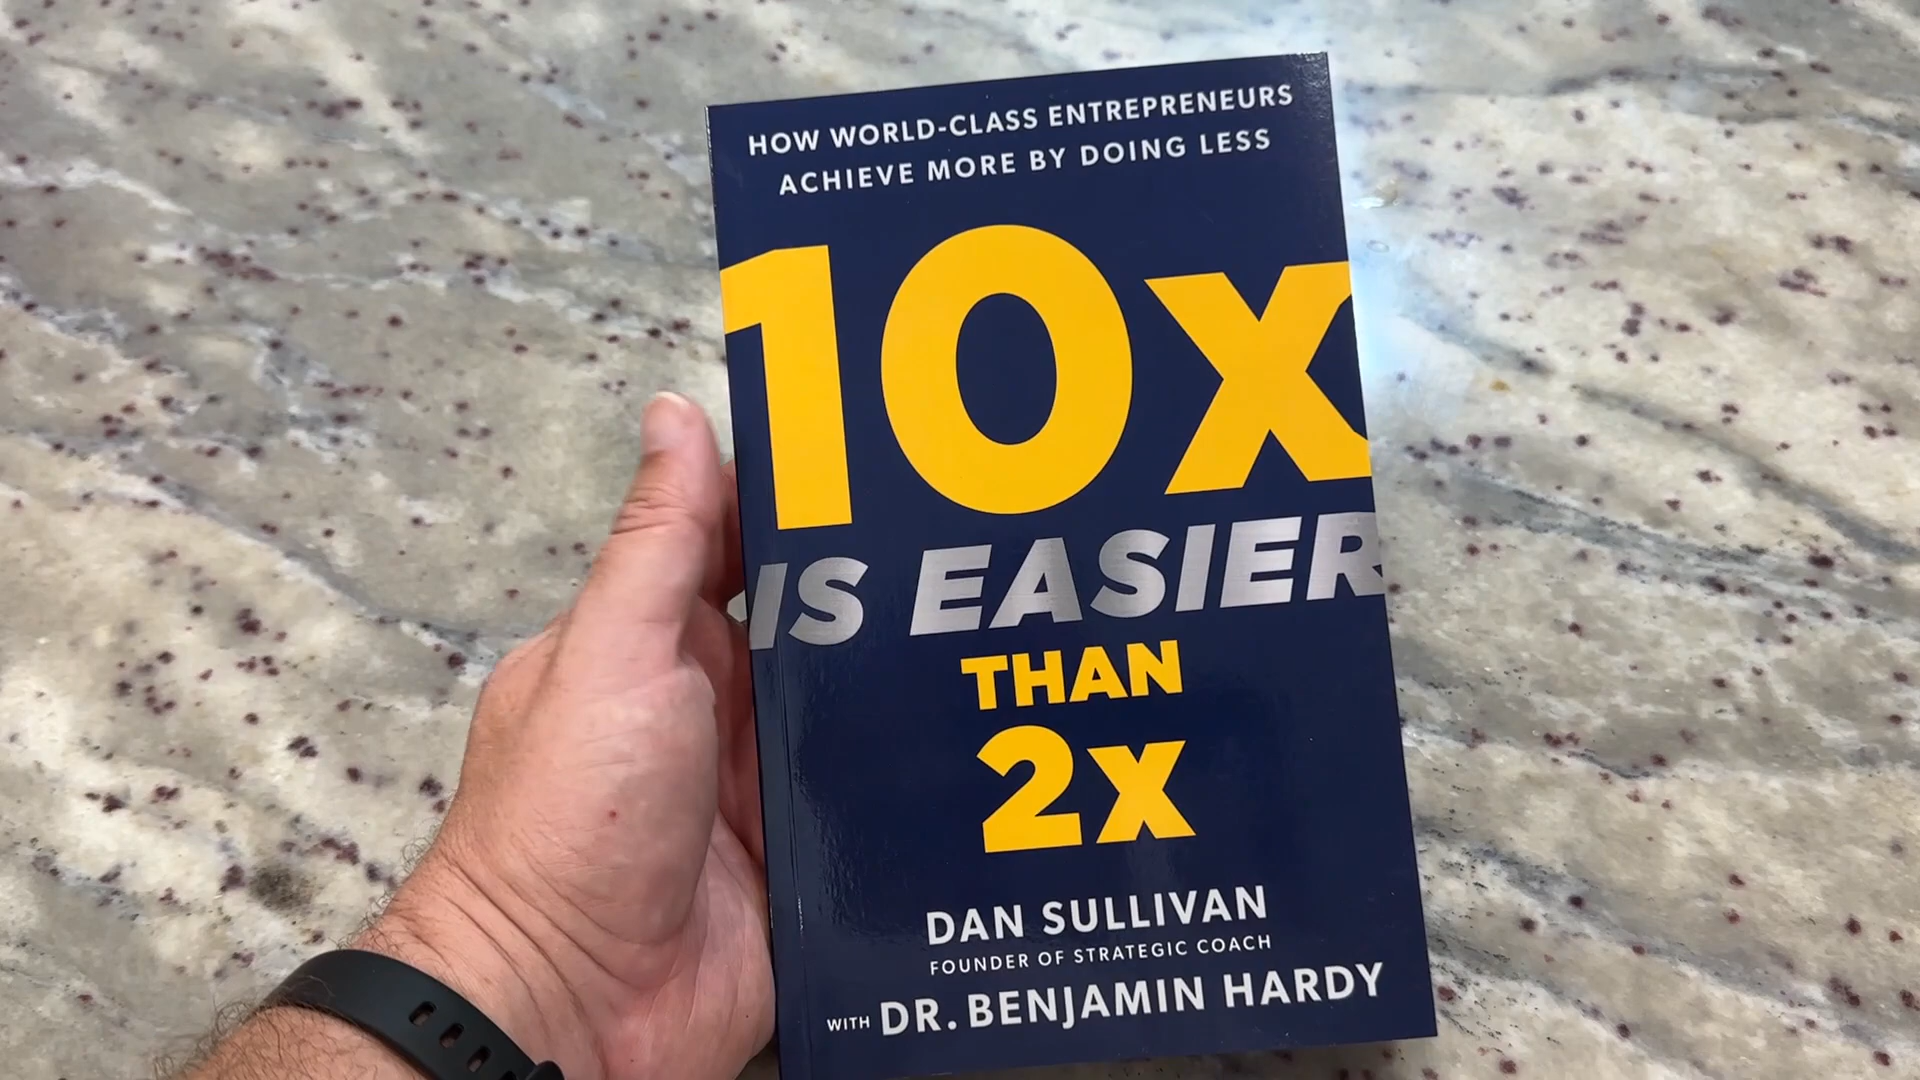 HOW WORLD-CLASS ENTREPRENEURS
ACHIEVE MORE BY DOING LESS
10x
IS EASIER
THAN
2x
DAN SULLIVAN
FOUNDER OF STRATEGIC COACH
WITH DR. BENJAMIN HARDY